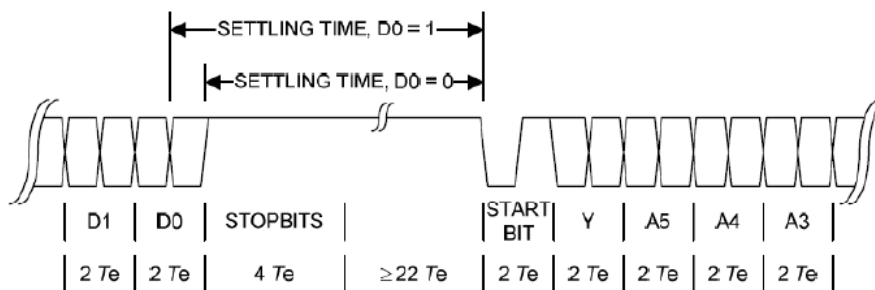 SETTLING TIME, D0 = 1
SETTLING TIME, D0 = 0
D1 D0 STOPBITS START BIT Y A5 A4 A3
2 Te 2 Te 4 Te ≥22 Te 2 Te 2 Te 2 Te 2 Te 2 Te